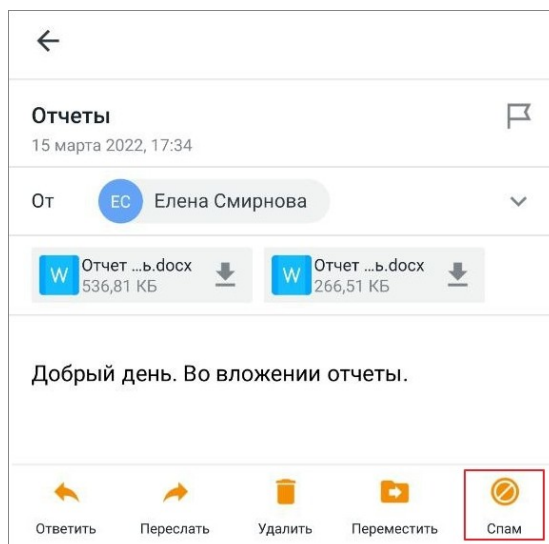 Отчеты
15 марта 2022, 17:34
От ЕС Елена Смирнова
W Отчет ...ь.docx W Отчет ...ь.docx
536,81 КБ 266,51 КБ
Добрый день. Во вложении отчеты.
Ответить Переслать Удалить Переместить Спам